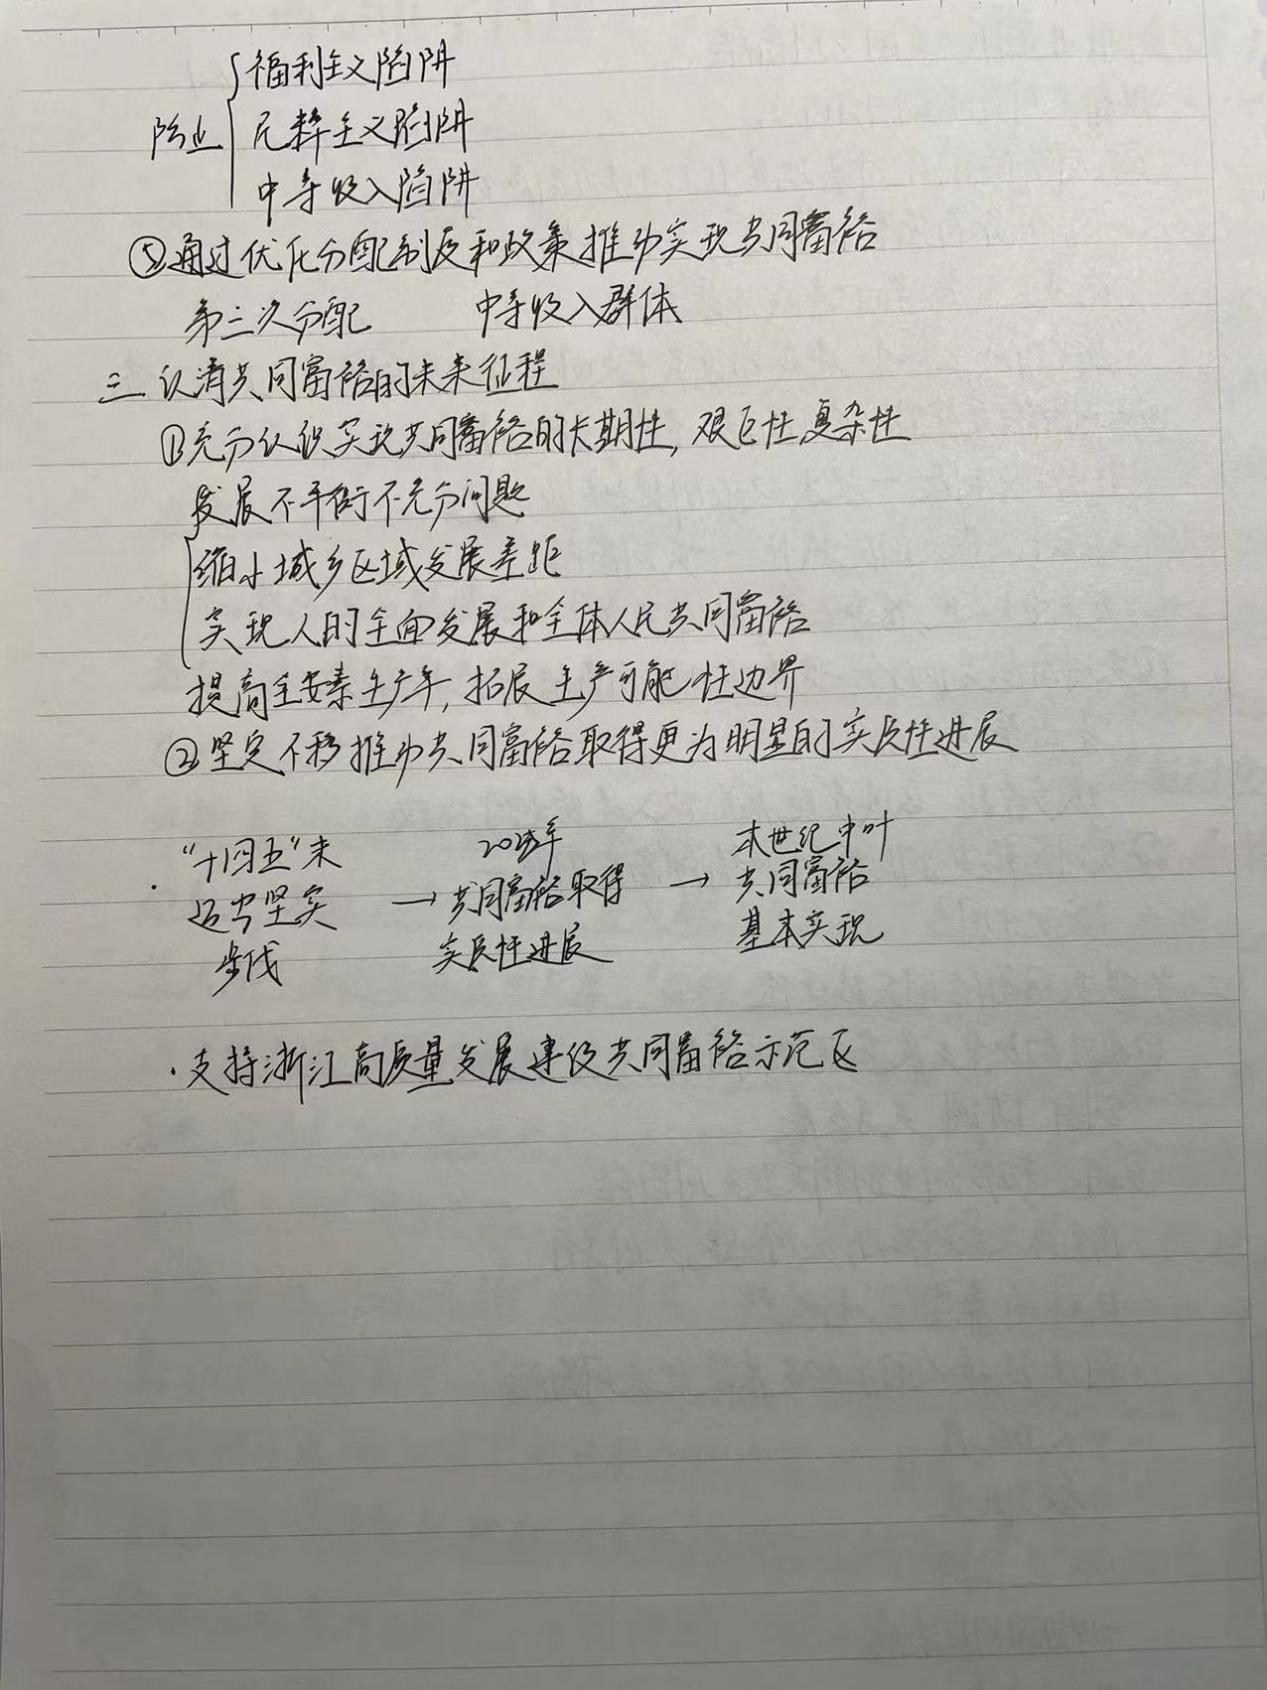 福利主义陷阱
防止 民粹主义陷阱
中等收入陷阱
⑤通过优化分配制度和政策推动实现共同富裕
第三次分配 中等收入群体
三 认清共同富裕的未来征程
①充分认识实现共同富裕的长期性,艰巨性,复杂性
发展不平衡不充分问题
缩小城乡区域发展差距
实现人的全面发展和全体人民共同富裕
提高全要素生产率,拓展生产可能性边界
②坚定不移推动共同富裕取得更为明显的实质性进展
"十四五"末 2035年 本世纪中叶
迈出坚实 → 共同富裕取得 → 共同富裕
步伐 实质性进展 基本实现
·支持浙江高质量发展建设共同富裕示范区